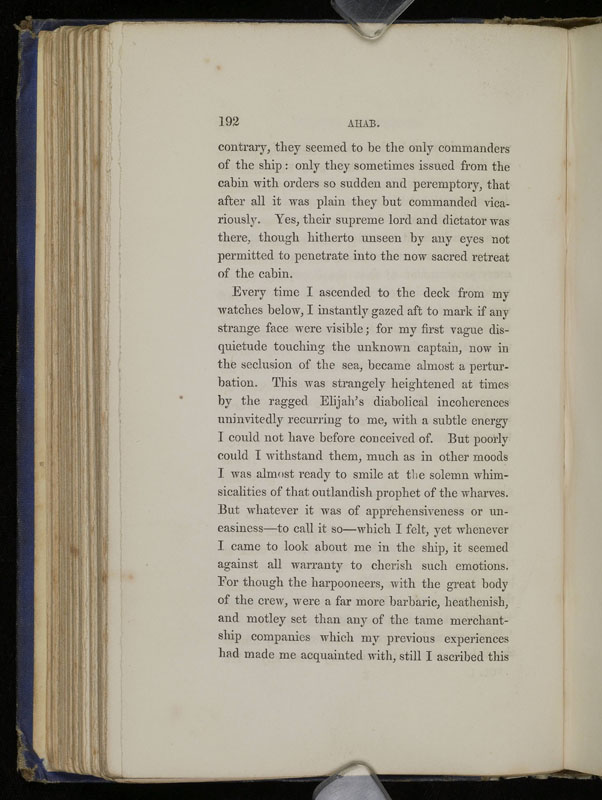 192 AHAB.
contrary, they seemed to be the only commanders
of the ship: only they sometimes issued from the
cabin with orders so sudden and peremptory, that
after all it was plain they but commanded vica-
riously. Yes, their supreme lord and dictator was
there, though hitherto unseen by any eyes not
permitted to penetrate into the now sacred retreat
of the cabin.
Every time I ascended to the deck from my
watches below, I instantly gazed aft to mark if any
strange face were visible; for my first vague dis-
quietude touching the unknown captain, now in
the seclusion of the sea, became almost a pertur-
bation. This was strangely heightened at times
by the ragged Elijah's diabolical incoherences
uninvitedly recurring to me, with a subtle energy
I could not have before conceived of. But poorly
could I withstand them, much as in other moods
I was almost ready to smile at the solemn whim-
sicalities of that outlandish prophet of the wharves.
But whatever it was of apprehensiveness or un-
easiness—to call it so—which I felt, yet whenever
I came to look about me in the ship, it seemed
against all warranty to cherish such emotions.
For though the harpooneers, with the great body
of the crew, were a far more barbaric, heathenish,
and motley set than any of the tame merchant-
ship companies which my previous experiences
had made me acquainted with, still I ascribed this